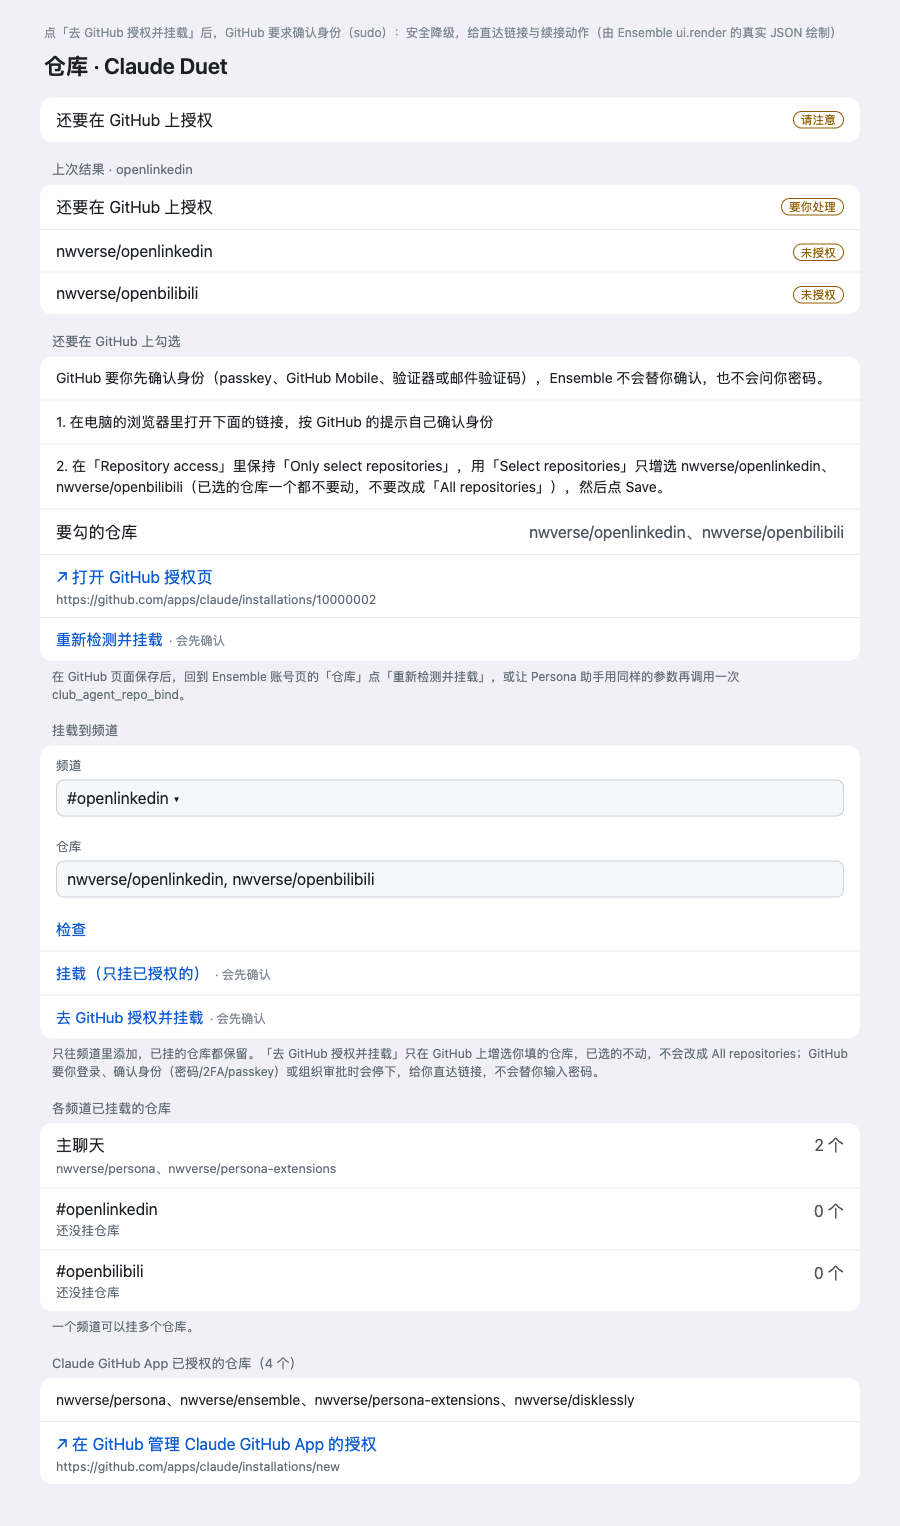 点「去 GitHub 授权并挂载」后，GitHub 要求确认身份（sudo）：安全降级，给直达链接与续接动作（由 Ensemble ui.render 的真实 JSON 绘制）
仓库 · Claude Duet
还要在 GitHub 上授权
请注意
上次结果 · openlinkedin
还要在 GitHub 上授权
要你处理
nwverse/openlinkedin
未授权
nwverse/openbilibili
未授权
还要在 GitHub 上勾选
GitHub 要你先确认身份（passkey、GitHub Mobile、验证器或邮件验证码），Ensemble 不会替你确认，也不会问你密码。
1. 在电脑的浏览器里打开下面的链接，按 GitHub 的提示自己确认身份
2. 在「Repository access」里保持「Only select repositories」，用「Select repositories」只增选 nwverse/openlinkedin、
nwverse/openbilibili（已选的仓库一个都不要动，不要改成「All repositories」），然后点 Save。
要勾的仓库
nwverse/openlinkedin、nwverse/openbilibili
↗ 打开 GitHub 授权页
https://github.com/apps/claude/installations/10000002
重新检测并挂载 · 会先确认
在 GitHub 页面保存后，回到 Ensemble 账号页的「仓库」点「重新检测并挂载」，或让 Persona 助手用同样的参数再调用一次
club_agent_repo_bind。
挂载到频道
频道
#openlinkedin ▾
仓库
nwverse/openlinkedin, nwverse/openbilibili
检查
挂载（只挂已授权的） · 会先确认
去 GitHub 授权并挂载 · 会先确认
只往频道里添加，已挂的仓库都保留。「去 GitHub 授权并挂载」只在 GitHub 上增选你填的仓库，已选的不动，不会改成 All repositories；GitHub
要你登录、确认身份（密码/2FA/passkey）或组织审批时会停下，给你直达链接，不会替你输入密码。
各频道已挂载的仓库
主聊天
2 个
nwverse/persona、nwverse/persona-extensions
#openlinkedin
0 个
还没挂仓库
#openbilibili
0 个
还没挂仓库
一个频道可以挂多个仓库。
Claude GitHub App 已授权的仓库（4 个）
nwverse/persona、nwverse/ensemble、nwverse/persona-extensions、nwverse/disklessly
↗ 在 GitHub 管理 Claude GitHub App 的授权
https://github.com/apps/claude/installations/new